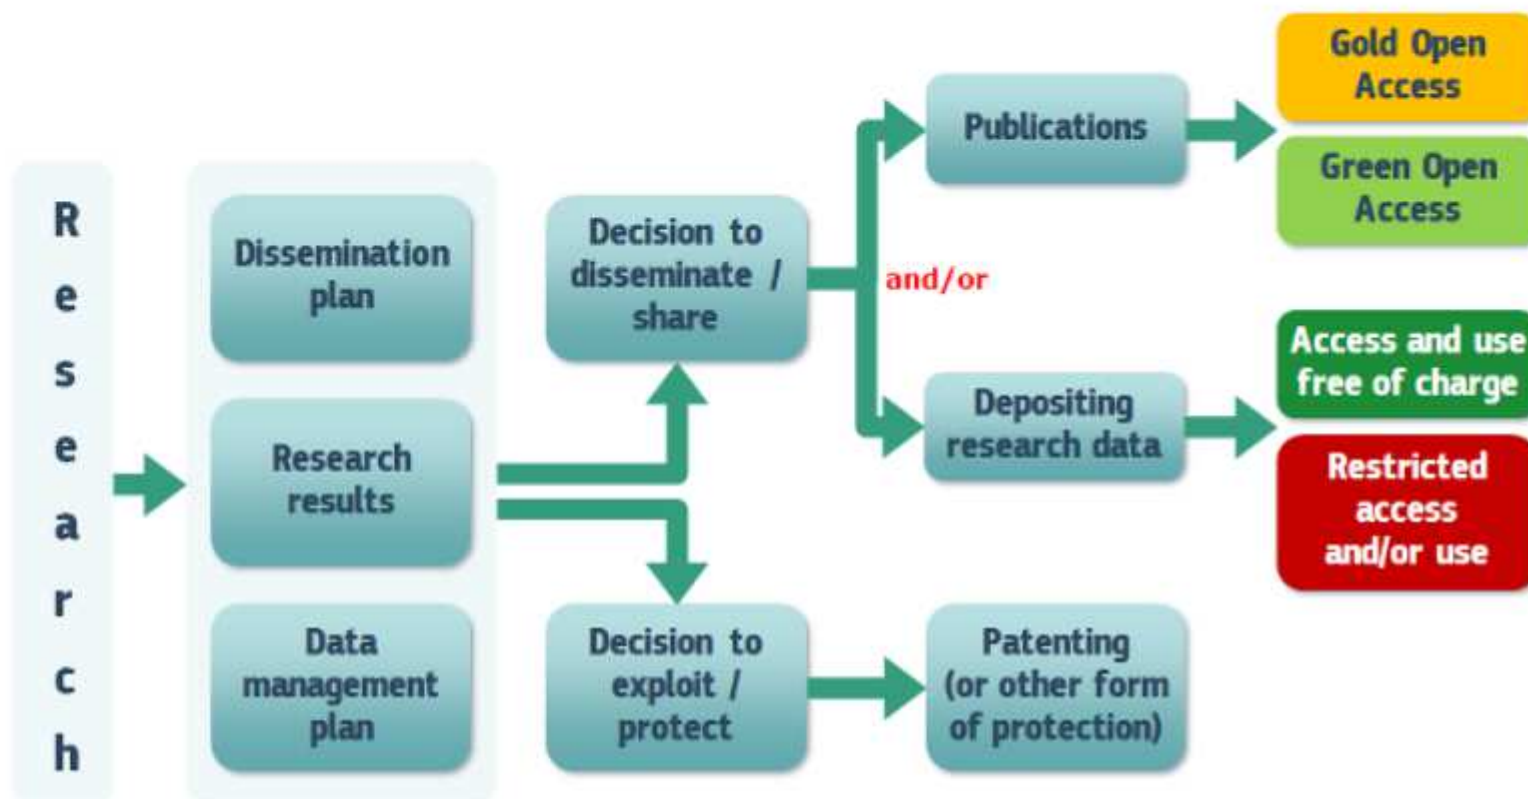 Research
Dissemination
plan
Research
results
Data
management
plan
Decision to
disseminate /
share
Decision to
exploit /
protect
and/or
Publications
Depositing
research data
Patenting
(or other form
of protection)
Gold Open
Access
Green Open
Access
Access and use
free of charge
Restricted
access
and/or use